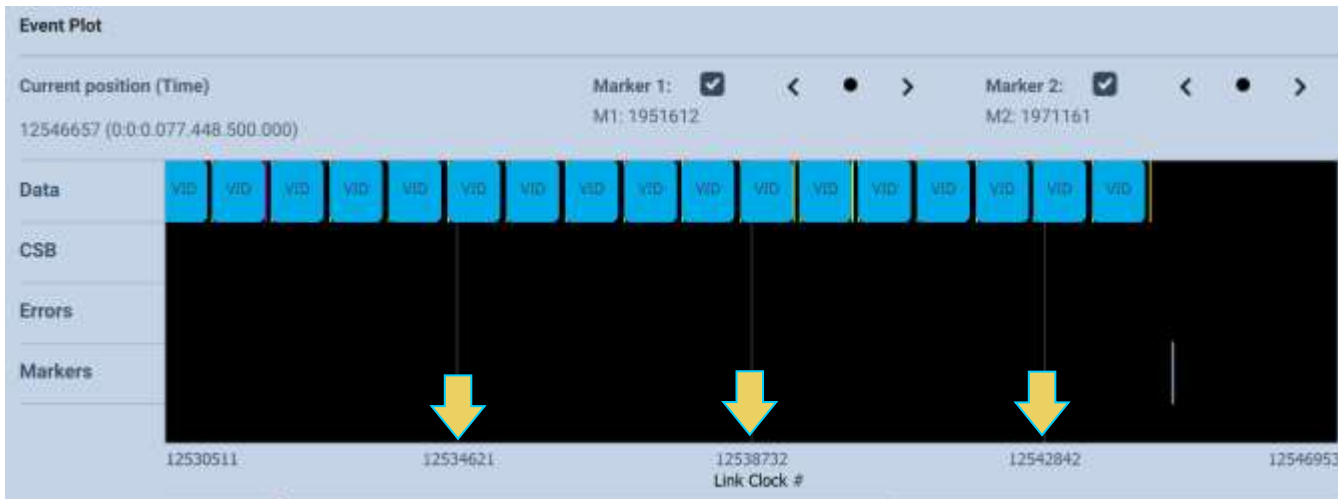 Event Plot
Current position (Time)
Marker 1:
Marker 2:
12546657 (0:0:0.077.448.500.000)
M1: 1951612
M2: 1971161
Data
VID VID VID VID VID VID VID VID VID VID VID VID VID VID VID VID VID
CSB
Errors
Markers
12530511 12534621 12538732 12542842 12546953
Link Clock #